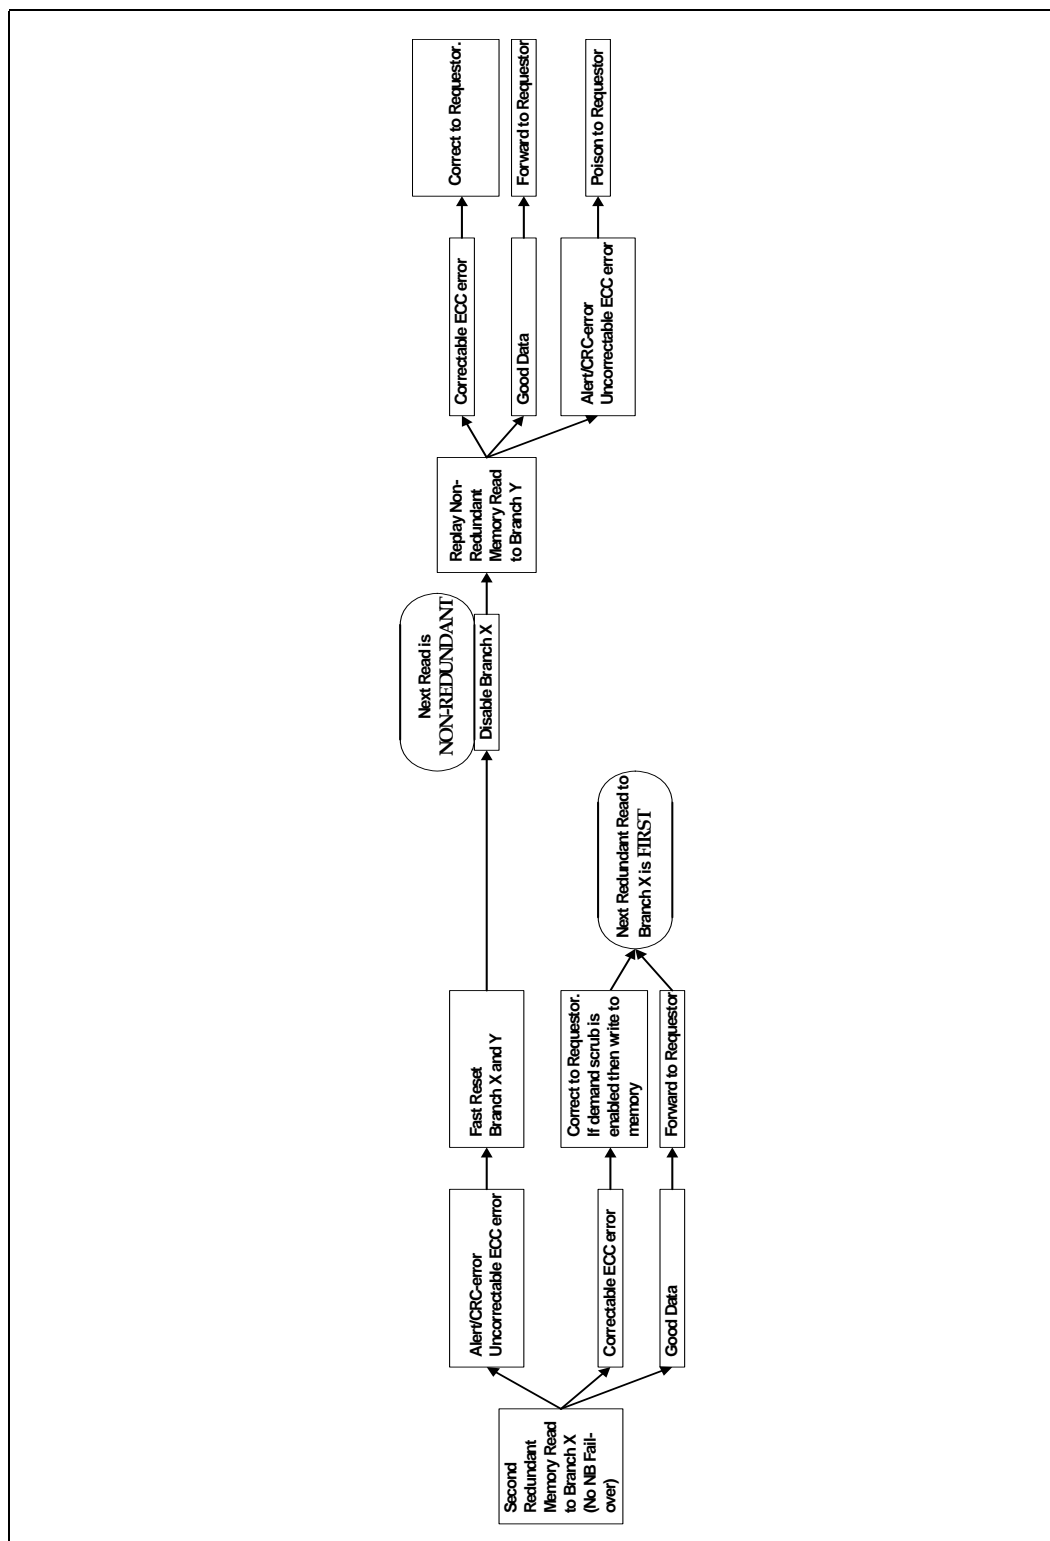 Second
Redundant
Memory Read
to Branch X
(No NB Fail-
over)
Alert/CRC-error
Uncorrectable ECC error
Correctable ECC error
Good Data
Fast Reset
Branch X and Y
Correct to Requestor.
If demand scrub is
enabled then write to
memory
Forward to Requestor
Next Redundant Read to
Branch X is FIRST
Next Read is
NON-REDUNDANT
Disable Branch X
Replay Non-
Redundant
Memory Read
to Branch Y
Correctable ECC error
Good Data
Alert/CRC-error
Uncorrectable ECC error
Correct to Requestor.
Forward to Requestor
Poison to Requestor